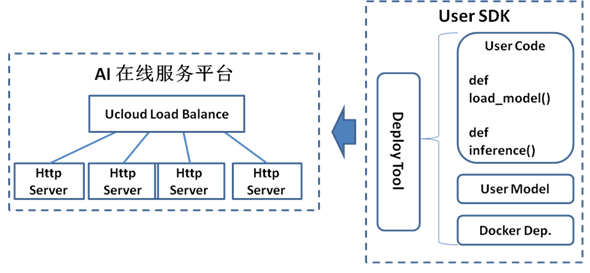 AI 在线服务平台
Ucloud Load Balance
Http
Server
Http
Server
Http
Server
Http
Server
User SDK
Deploy Tool
User Code
def
load_model()
def
inference()
User Model
Docker Dep.